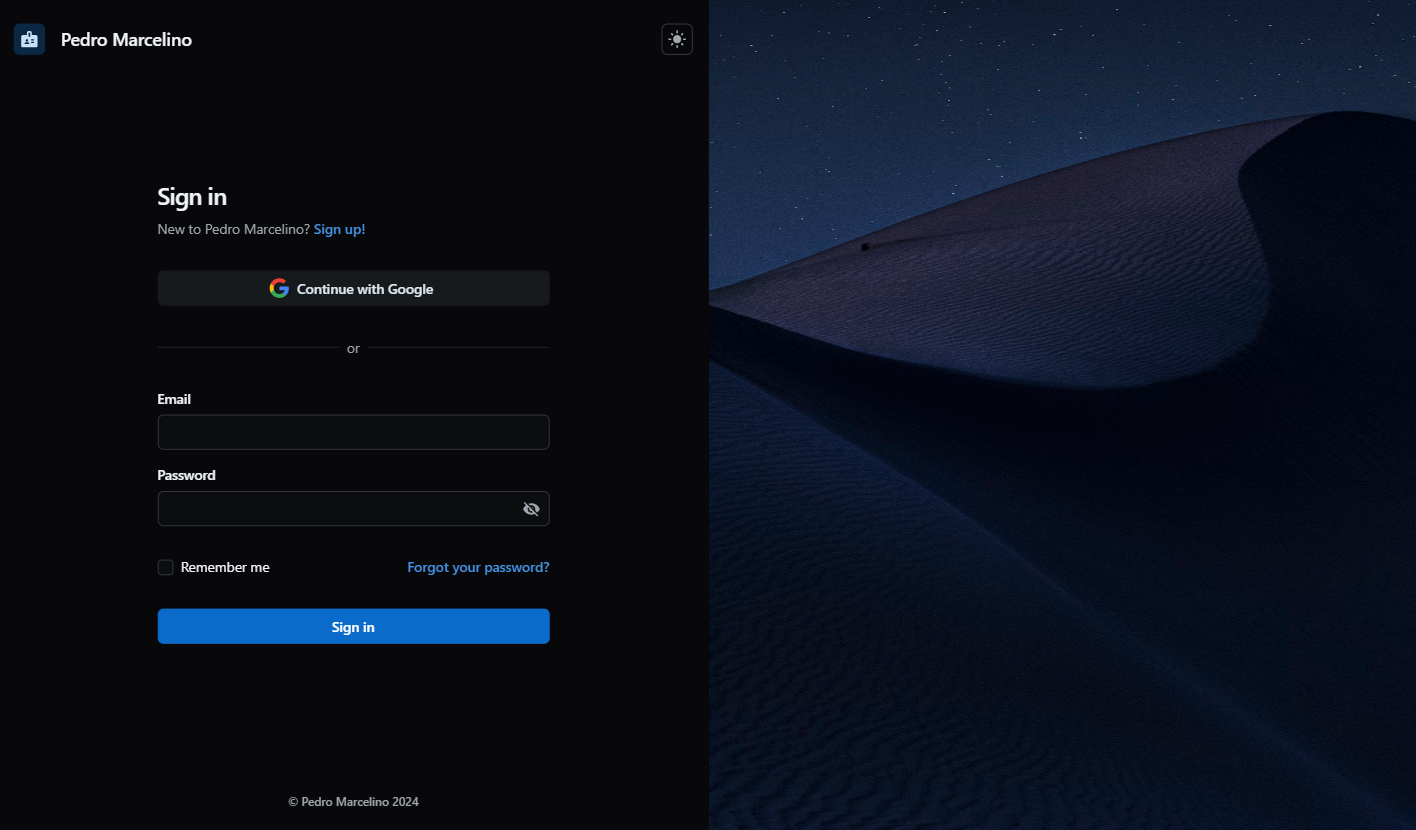 Pedro Marcelino
Sign in
New to Pedro Marcelino? Sign up!
Continue with Google
or
Email
Password
Remember me
Forgot your password?
Sign in
© Pedro Marcelino 2024